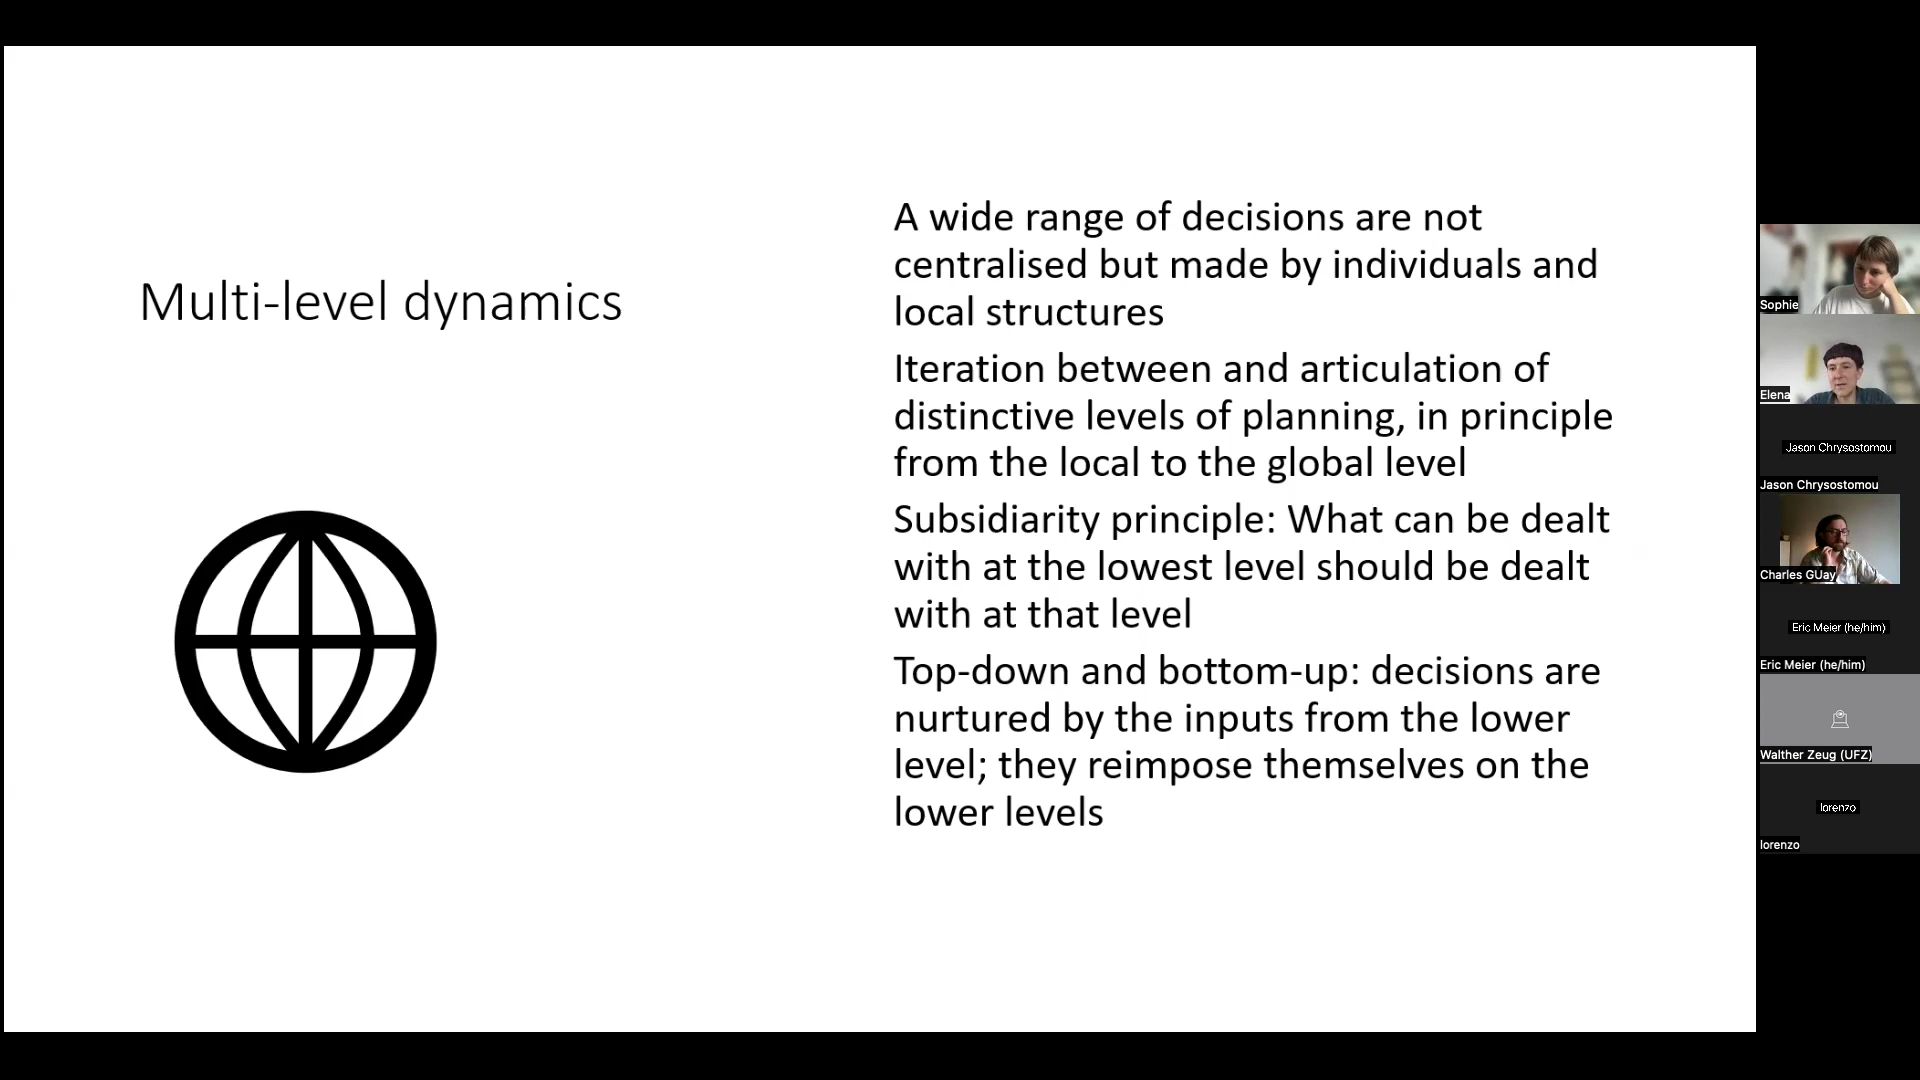 Multi-level dynamics
A wide range of decisions are not
centralised but made by individuals and
local structures
Iteration between and articulation of
distinctive levels of planning, in principle
from the local to the global level
Subsidiarity principle: What can be dealt
with at the lowest level should be dealt
with at that level
Top-down and bottom-up: decisions are
nurtured by the inputs from the lower
level; they reimpose themselves on the
lower levels
Sophie
Elena
Jason Chrysostomou
Jason Chrysostomou
Charles GUay
Eric Meier (he/him)
Eric Meier (he/him)
Walther Zeug (UFZ)
lorenzo
lorenzo